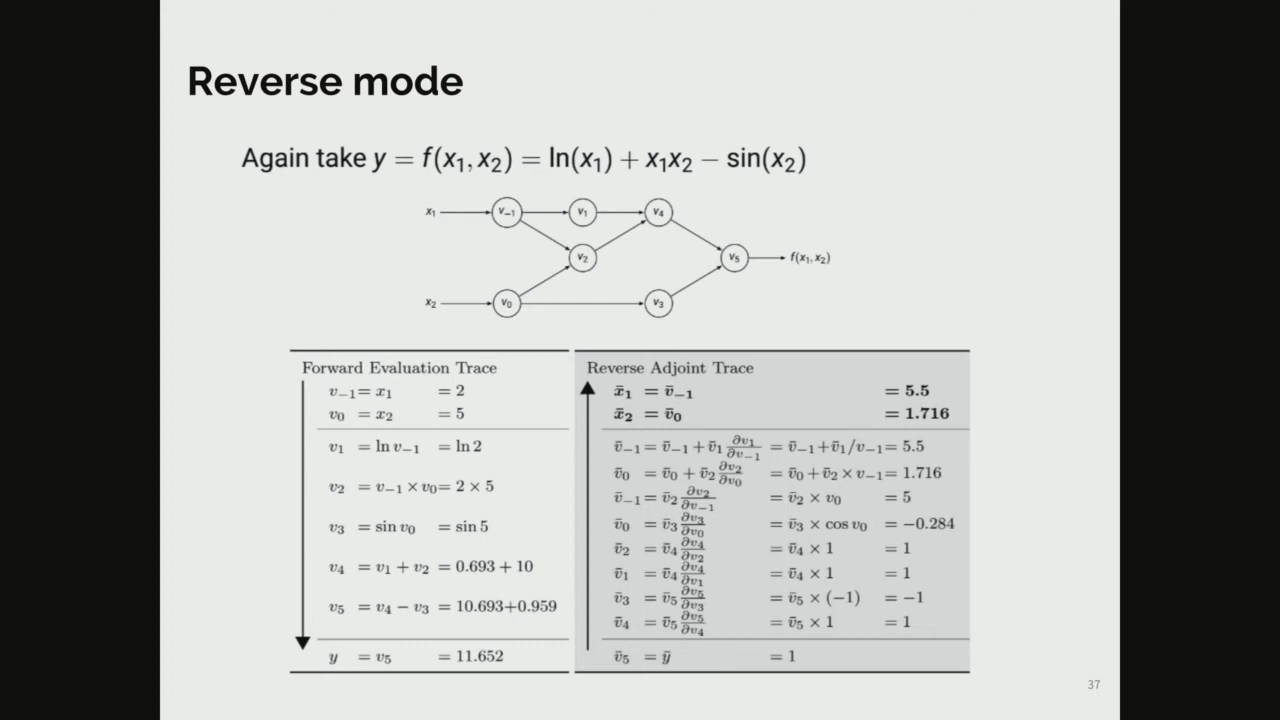 Reverse mode
Again take y = f(x₁, x₂) = ln(x₁) + x₁x₂ − sin(x₂)
x₁ v₋₁ v₁ v₄
v₂ v₅ f(x₁, x₂)
x₂ v₀ v₃
Forward Evaluation Trace
v₋₁ = x₁ = 2
v₀ = x₂ = 5
v₁ = ln v₋₁ = ln 2
v₂ = v₋₁ × v₀ = 2 × 5
v₃ = sin v₀ = sin 5
v₄ = v₁ + v₂ = 0.693 + 10
v₅ = v₄ − v₃ = 10.693 + 0.959
y = v₅ = 11.652
Reverse Adjoint Trace
x̄₁ = v̄₋₁ = 5.5
x̄₂ = v̄₀ = 1.716
v̄₋₁ = v̄₋₁ + v̄₁ ∂v₁/∂v₋₁ = v̄₋₁ + v̄₁/v₋₁ = 5.5
v̄₀ = v̄₀ + v̄₂ ∂v₂/∂v₀ = v̄₀ + v̄₂ × v₋₁ = 1.716
v̄₋₁ = v̄₂ ∂v₂/∂v₋₁ = v̄₂ × v₀ = 5
v̄₀ = v̄₃ ∂v₃/∂v₀ = v̄₃ × cos v₀ = −0.284
v̄₂ = v̄₄ ∂v₄/∂v₂ = v̄₄ × 1 = 1
v̄₁ = v̄₄ ∂v₄/∂v₁ = v̄₄ × 1 = 1
v̄₃ = v̄₅ ∂v₅/∂v₃ = v̄₅ × (−1) = −1
v̄₄ = v̄₅ ∂v₅/∂v₄ = v̄₅ × 1 = 1
v̄₅ = ȳ = 1
37